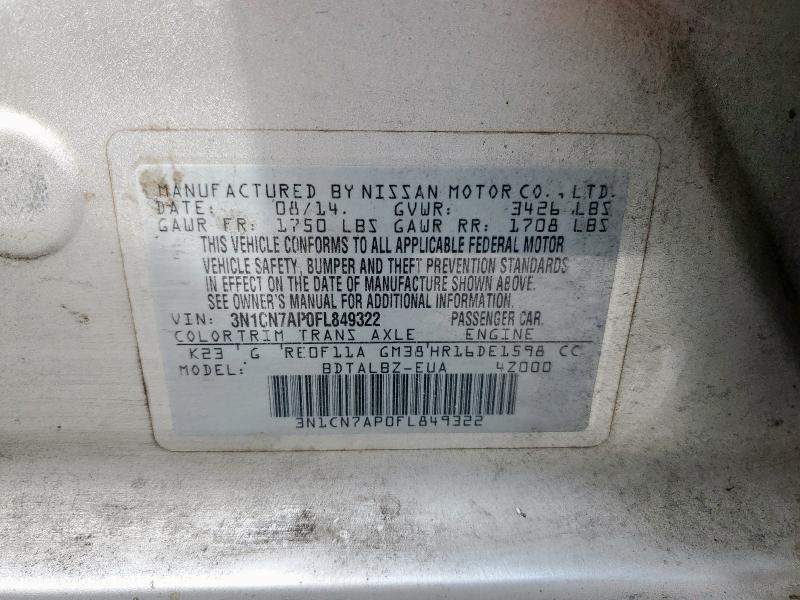 MANUFACTURED BY NISSAN MOTOR CO., LTD.
DATE: 08/14. GVWR: 3426 LBS
GAWR FR: 1750 LBS GAWR RR: 1708 LBS
THIS VEHICLE CONFORMS TO ALL APPLICABLE FEDERAL MOTOR
VEHICLE SAFETY, BUMPER AND THEFT PREVENTION STANDARDS
IN EFFECT ON THE DATE OF MANUFACTURE SHOWN ABOVE.
SEE OWNER'S MANUAL FOR ADDITIONAL INFORMATION.
VIN: 3N1CN7AP0FL849322 PASSENGER CAR.
COLOR TRIM TRANS AXLE ENGINE
K23 G RE0F11A GM38 HR16DE1598 CC
MODEL: BDTALBZ-EUA 4Z000
3N1CN7AP0FL849322